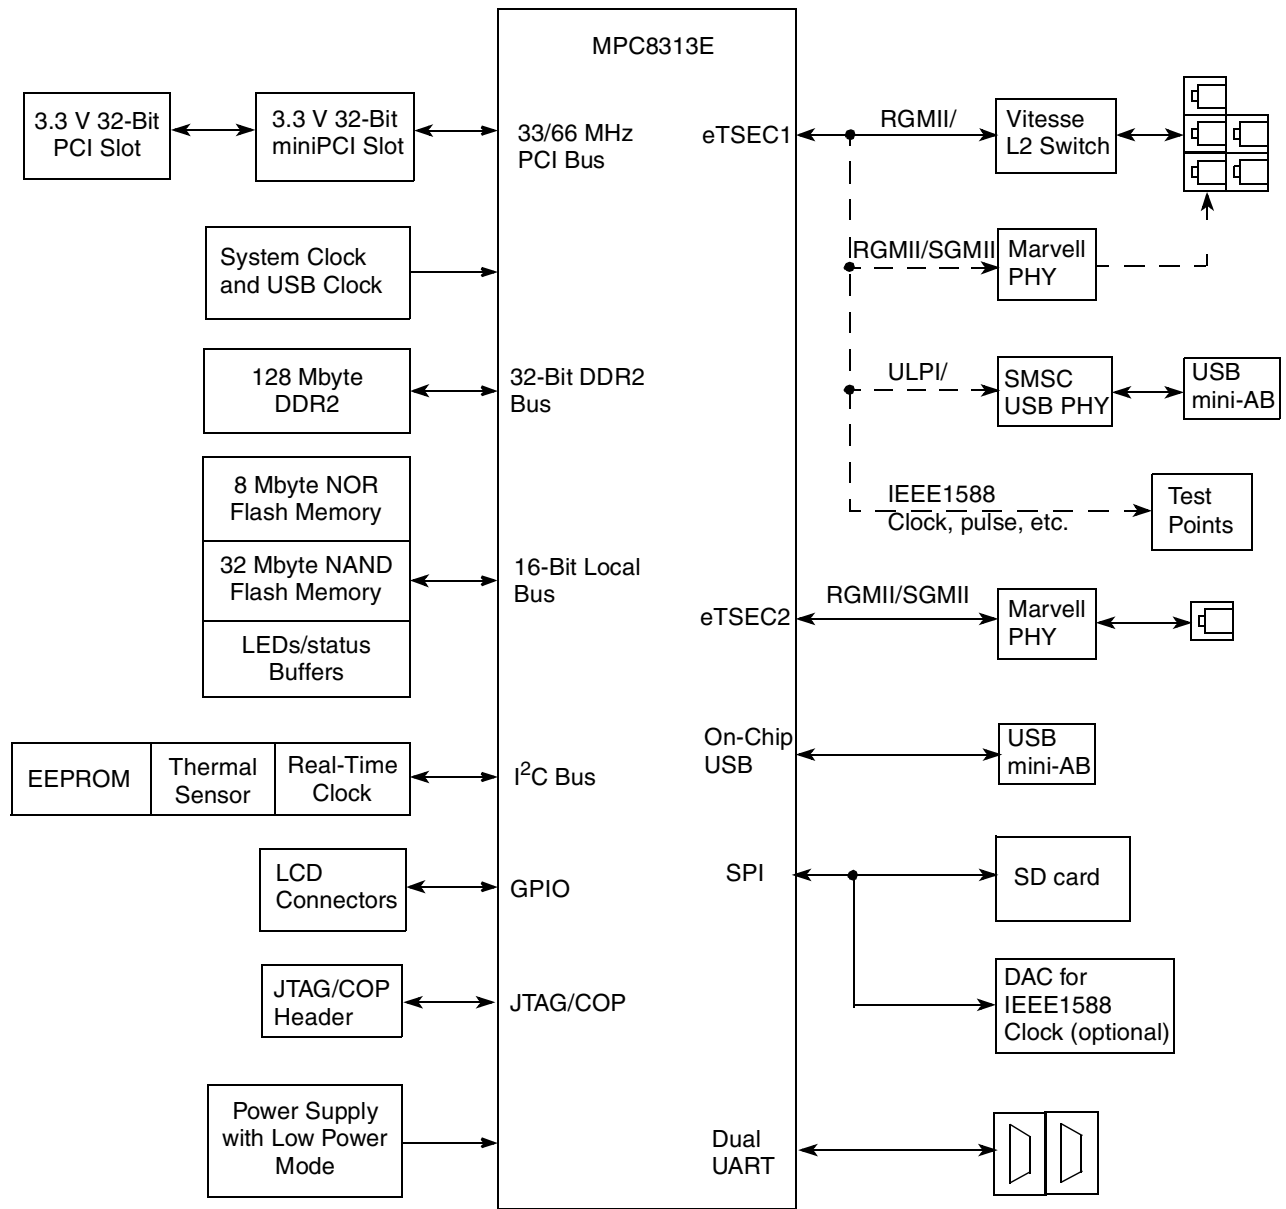 MPC8313E
3.3 V 32-Bit
PCI Slot
3.3 V 32-Bit
miniPCI Slot
33/66 MHz
PCI Bus
System Clock
and USB Clock
128 Mbyte
DDR2
32-Bit DDR2
Bus
8 Mbyte NOR
Flash Memory
32 Mbyte NAND
Flash Memory
LEDs/status
Buffers
16-Bit Local
Bus
EEPROM
Thermal
Sensor
Real-Time
Clock
I²C Bus
LCD
Connectors
GPIO
JTAG/COP
Header
JTAG/COP
Power Supply
with Low Power
Mode
eTSEC1
RGMII/
Vitesse
L2 Switch
RGMII/SGMII
Marvell
PHY
ULPI/
SMSC
USB PHY
USB
mini-AB
IEEE1588
Clock, pulse, etc.
Test
Points
eTSEC2
RGMII/SGMII
Marvell
PHY
On-Chip
USB
USB
mini-AB
SPI
SD card
DAC for
IEEE1588
Clock (optional)
Dual
UART